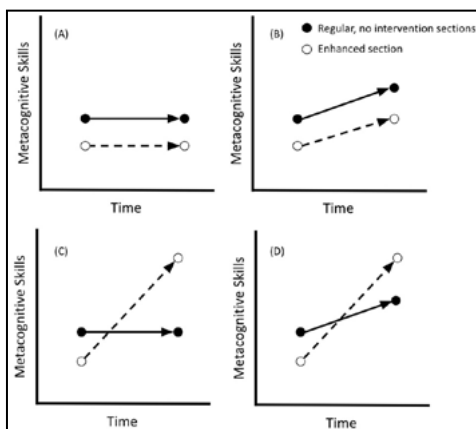 (A)
Metacognitive Skills
Time
(B)
Regular, no intervention sections
Enhanced section
Metacognitive Skills
Time
(C)
Metacognitive Skills
Time
(D)
Metacognitive Skills
Time